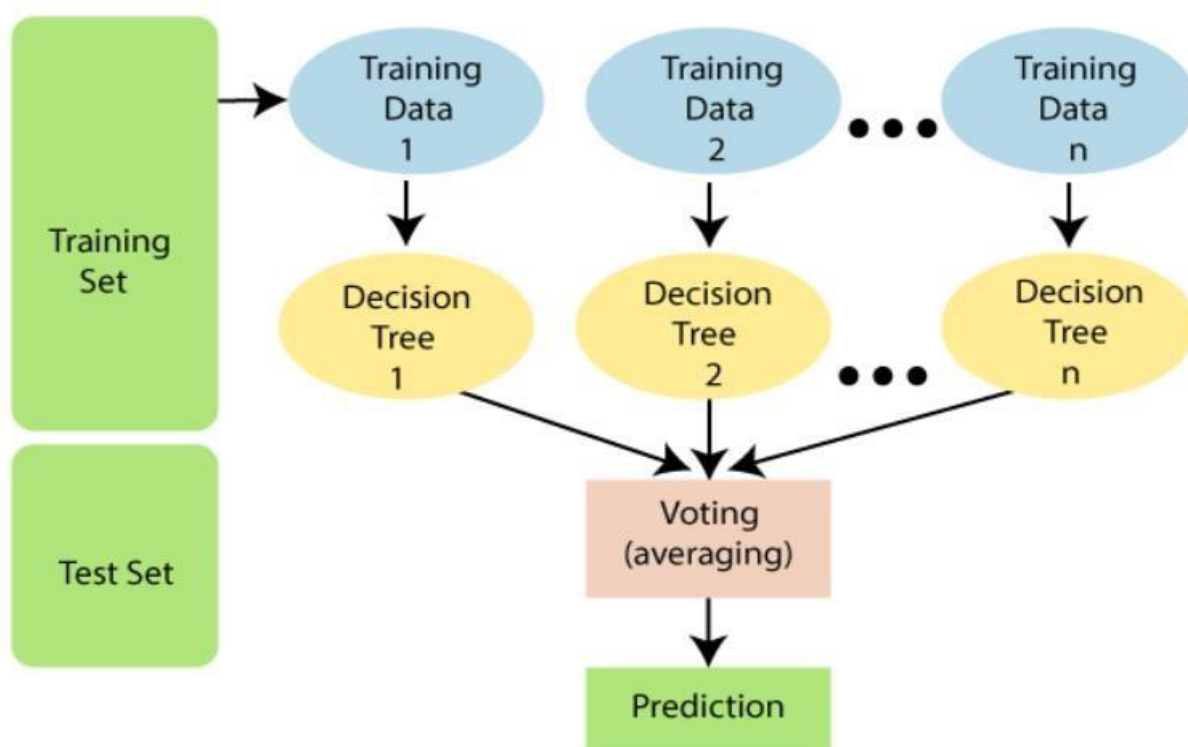 Training
Set
Test Set
Training
Data
1
Training
Data
2
Training
Data
n
Decision
Tree
1
Decision
Tree
2
Decision
Tree
n
Voting
(averaging)
Prediction